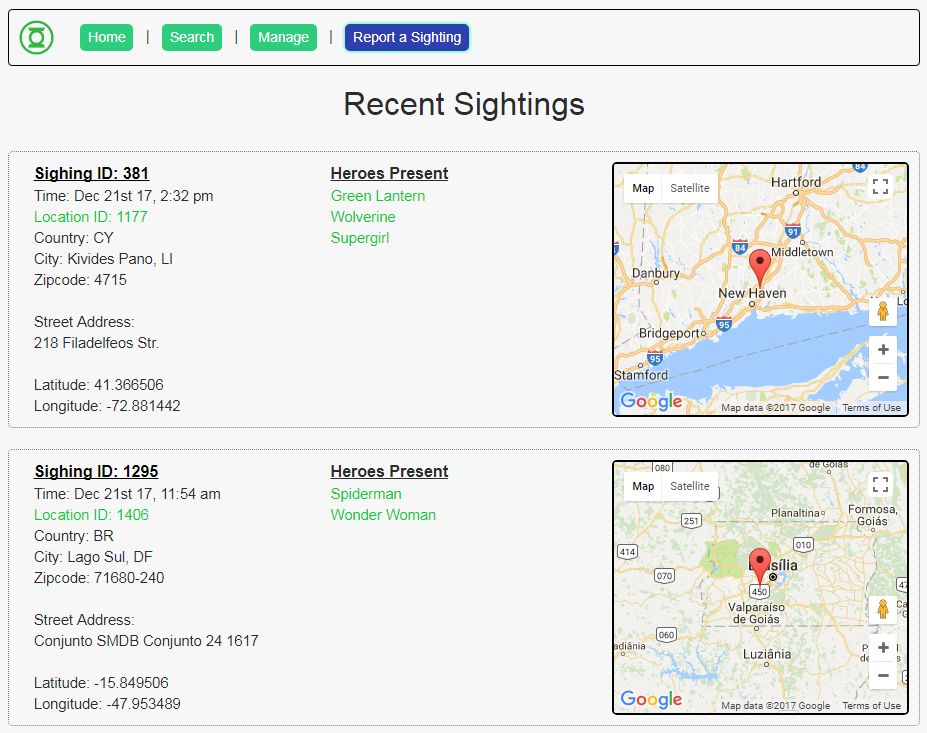 Home | Search | Manage | Report a Sighting
Recent Sightings
Sighing ID: 381
Time: Dec 21st 17, 2:32 pm
Location ID: 1177
Country: CY
City: Kivides Pano, LI
Zipcode: 4715
Street Address:
218 Filadelfeos Str.
Latitude: 41.366506
Longitude: -72.881442
Heroes Present
Green Lantern
Wolverine
Supergirl
Map Satellite
84
Hartford
91
84
Middletown
Danbury
New Haven
95
Bridgeport
95
Stamford
Google
Map data ©2017 Google Terms of Use
Sighing ID: 1295
Time: Dec 21st 17, 11:54 am
Location ID: 1406
Country: BR
City: Lago Sul, DF
Zipcode: 71680-240
Street Address:
Conjunto SMDB Conjunto 24 1617
Latitude: -15.849506
Longitude: -47.953489
Heroes Present
Spiderman
Wonder Woman
080
de Goiás
Map Satellite
Planaltina
Formosa,
Goiás
251
010
414
070
450
Valparaíso
de Goiás
060
Luziânia
Google
Map data ©2017 Google Terms of Use